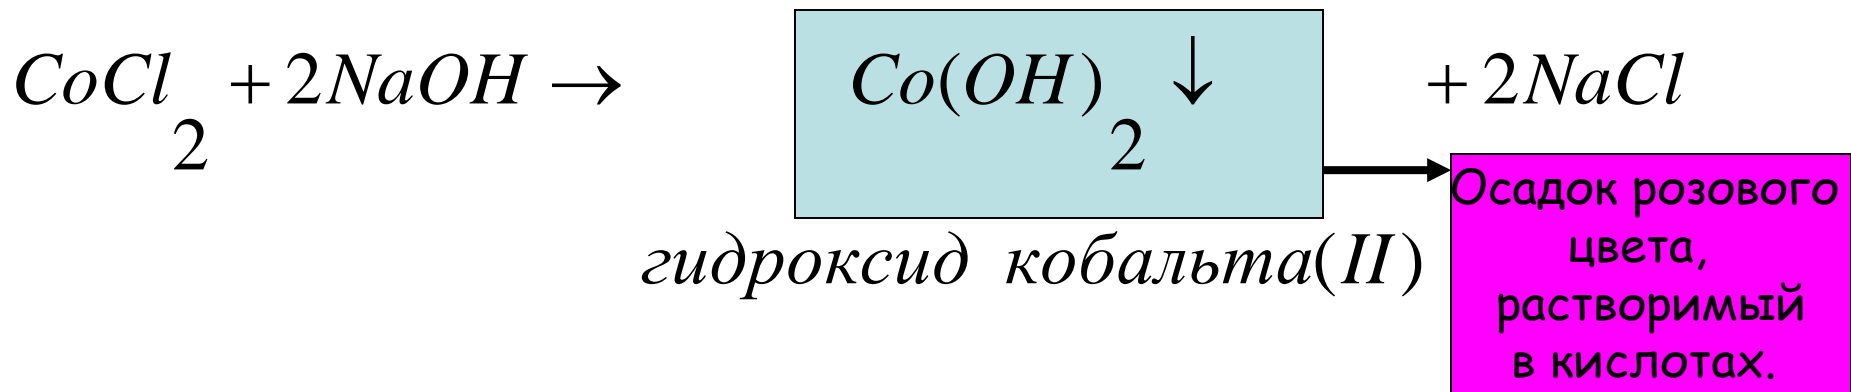 CoCl₂ + 2NaOH → Co(OH)₂ ↓ + 2NaCl
гидроксид кобальта(II)
Осадок розового
цвета,
растворимый
в кислотах.